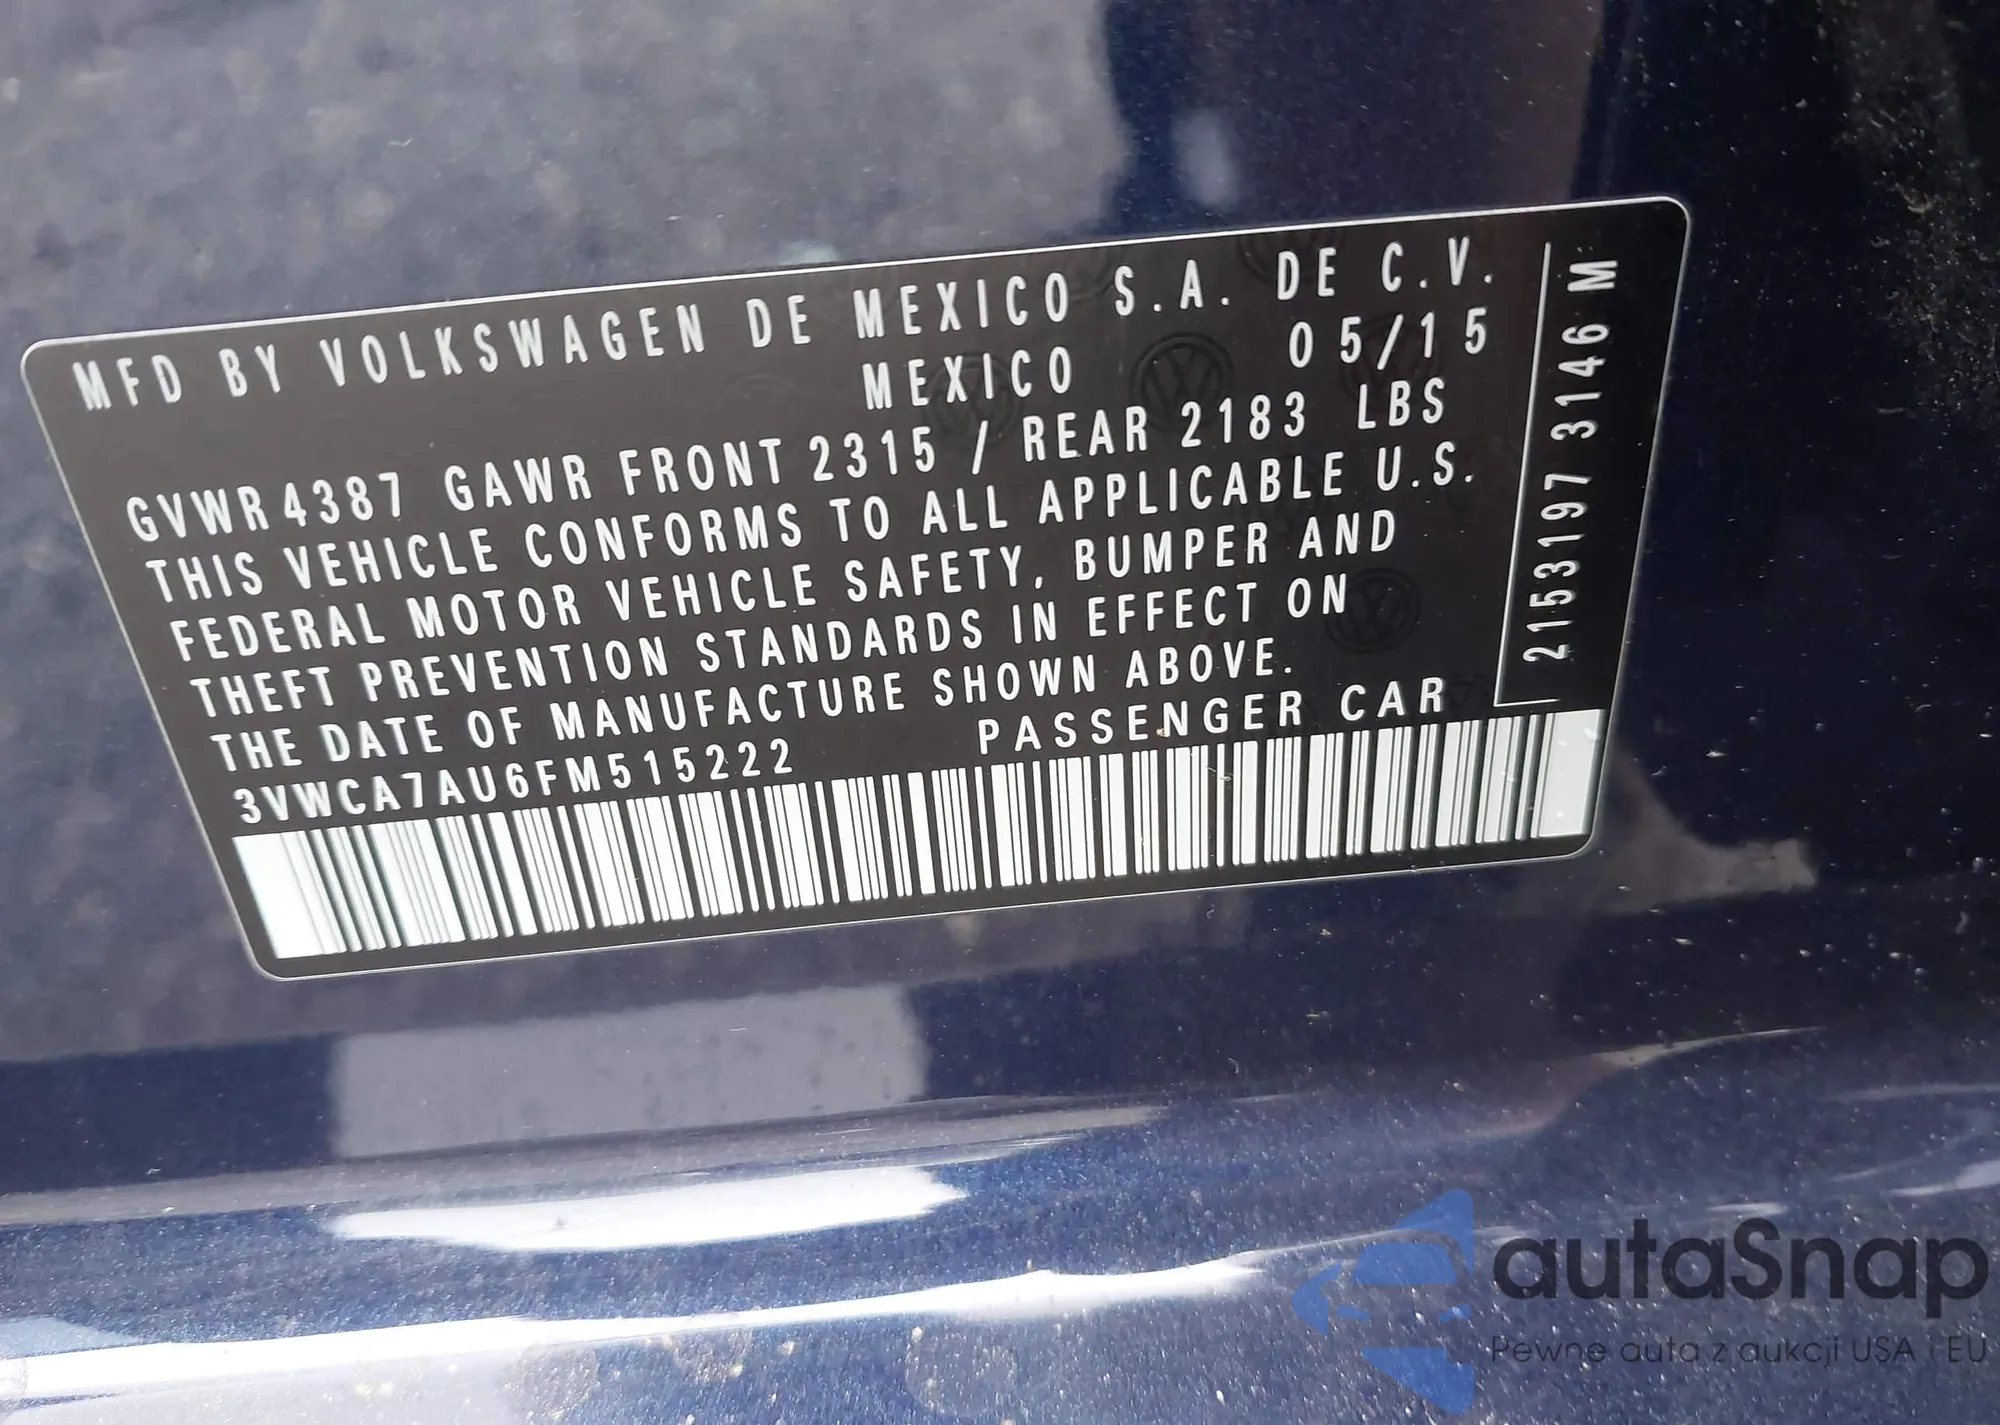 MFD BY VOLKSWAGEN DE MEXICO S.A. DE C.V.
MEXICO 05/15
GVWR 4387 GAWR FRONT 2315 / REAR 2183 LBS
THIS VEHICLE CONFORMS TO ALL APPLICABLE U.S.
FEDERAL MOTOR VEHICLE SAFETY, BUMPER AND
THEFT PREVENTION STANDARDS IN EFFECT ON
THE DATE OF MANUFACTURE SHOWN ABOVE.
3VWCA7AU6FM515222 PASSENGER CAR
2153197 3146 M
autaSnap
Pewne auta z aukcji USA i EU